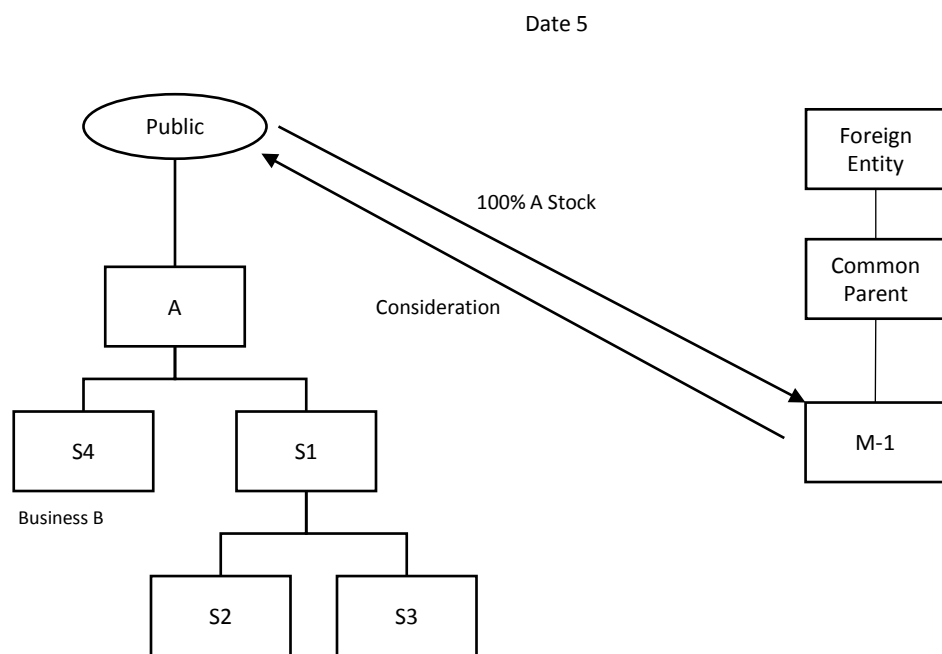 Date 5
Public
Foreign
Entity
100% A Stock
Common
Parent
A
Consideration
S4
S1
M-1
Business B
S2
S3